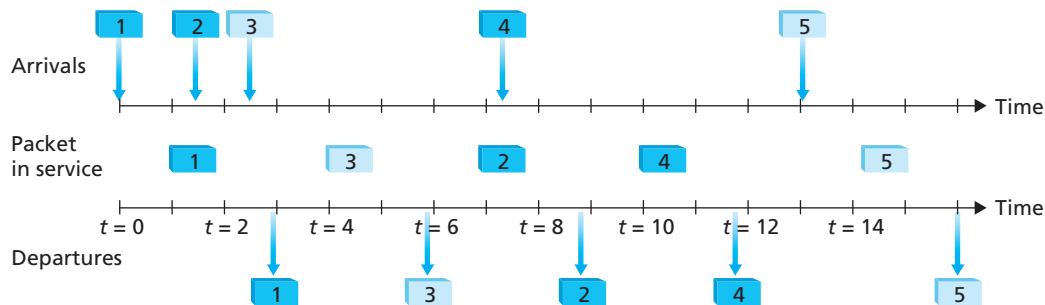 1 2 3 4 5
Arrivals
Time
Packet
in service
1 3 2 4 5
Time
t = 0 t = 2 t = 4 t = 6 t = 8 t = 10 t = 12 t = 14
Departures
1 3 2 4 5